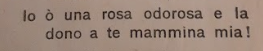 Io ò una rosa odorosa e la
dono a te mammina mia!